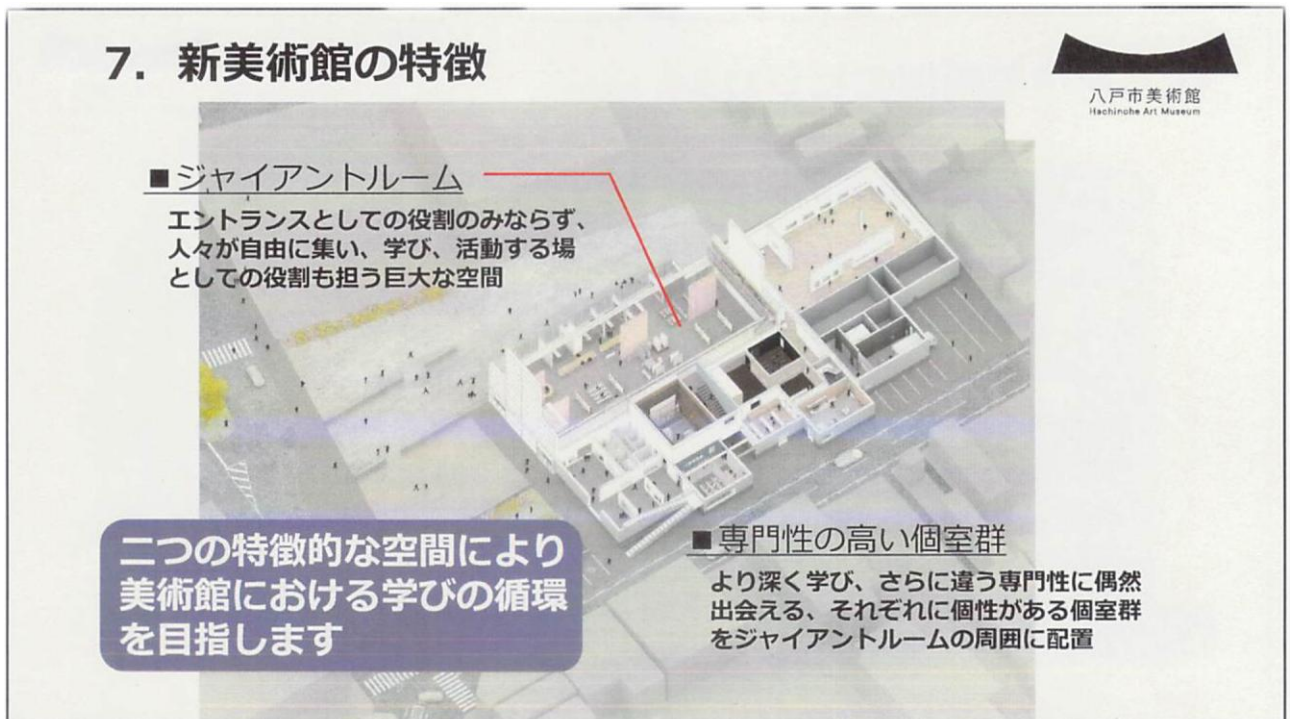 7. 新美術館の特徴
八戸市美術館
Hachinohe Art Museum
■ジャイアントルーム
エントランスとしての役割のみならず、
人々が自由に集い、学び、活動する場
としての役割も担う巨大な空間
二つの特徴的な空間により
美術館における学びの循環
を目指します
■専門性の高い個室群
より深く学び、さらに違う専門性に偶然
出会える、それぞれに個性がある個室群
をジャイアントルームの周囲に配置